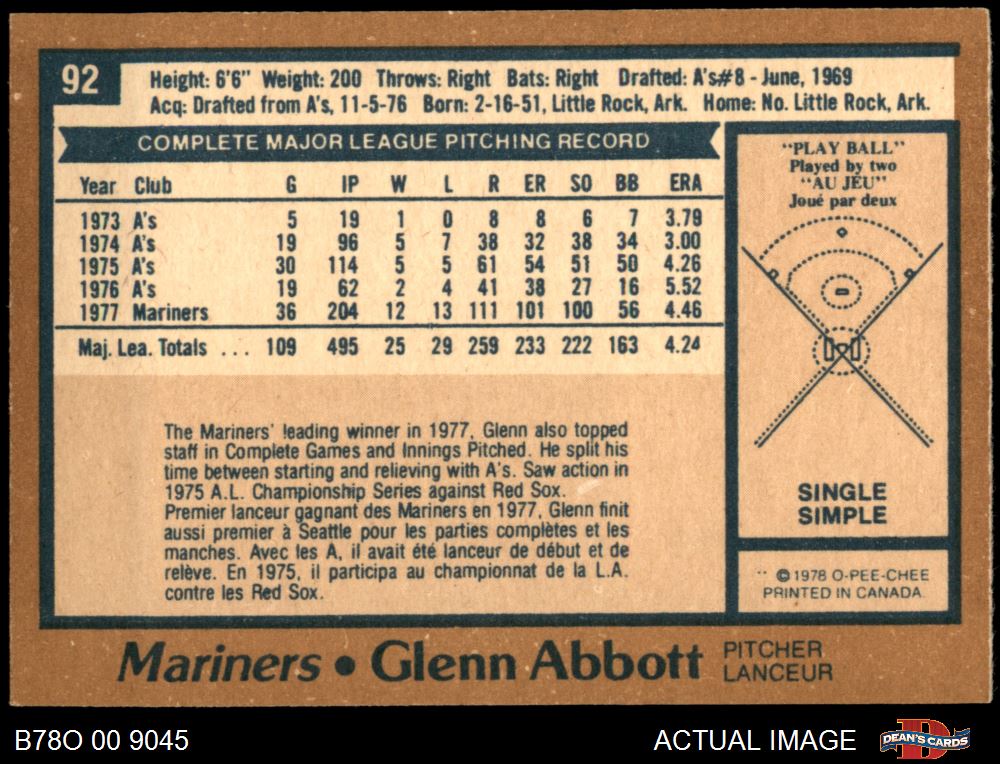 92
Height: 6'6" Weight: 200 Throws: Right Bats: Right Drafted: A's#8 - June, 1969
Acq: Drafted from A's, 11-5-76 Born: 2-16-51, Little Rock, Ark. Home: No. Little Rock, Ark.
COMPLETE MAJOR LEAGUE PITCHING RECORD
Year Club G IP W L R ER SO BB ERA
1973 A's 5 19 1 0 8 8 6 7 3.79
1974 A's 19 96 5 7 38 32 38 34 3.00
1975 A's 30 114 5 5 61 54 51 50 4.26
1976 A's 19 62 2 4 41 38 27 16 5.52
1977 Mariners 36 204 12 13 111 101 100 56 4.46
Maj. Lea. Totals ... 109 495 25 29 259 233 222 163 4.24
The Mariners' leading winner in 1977, Glenn also topped
staff in Complete Games and Innings Pitched. He split his
time between starting and relieving with A's. Saw action in
1975 A.L. Championship Series against Red Sox.
Premier lanceur gagnant des Mariners en 1977, Glenn finit
aussi premier à Seattle pour les parties complètes et les
manches. Avec les A, il avait été lanceur de début et de
relève. En 1975, il participa au championnat de la L.A.
contre les Red Sox.
"PLAY BALL"
Played by two
"AU JEU"
Joué par deux
SINGLE
SIMPLE
© 1978 O-PEE-CHEE
PRINTED IN CANADA.
Mariners • Glenn Abbott
PITCHER
LANCEUR
B78O 00 9045
ACTUAL IMAGE
D
DEAN'S CARDS